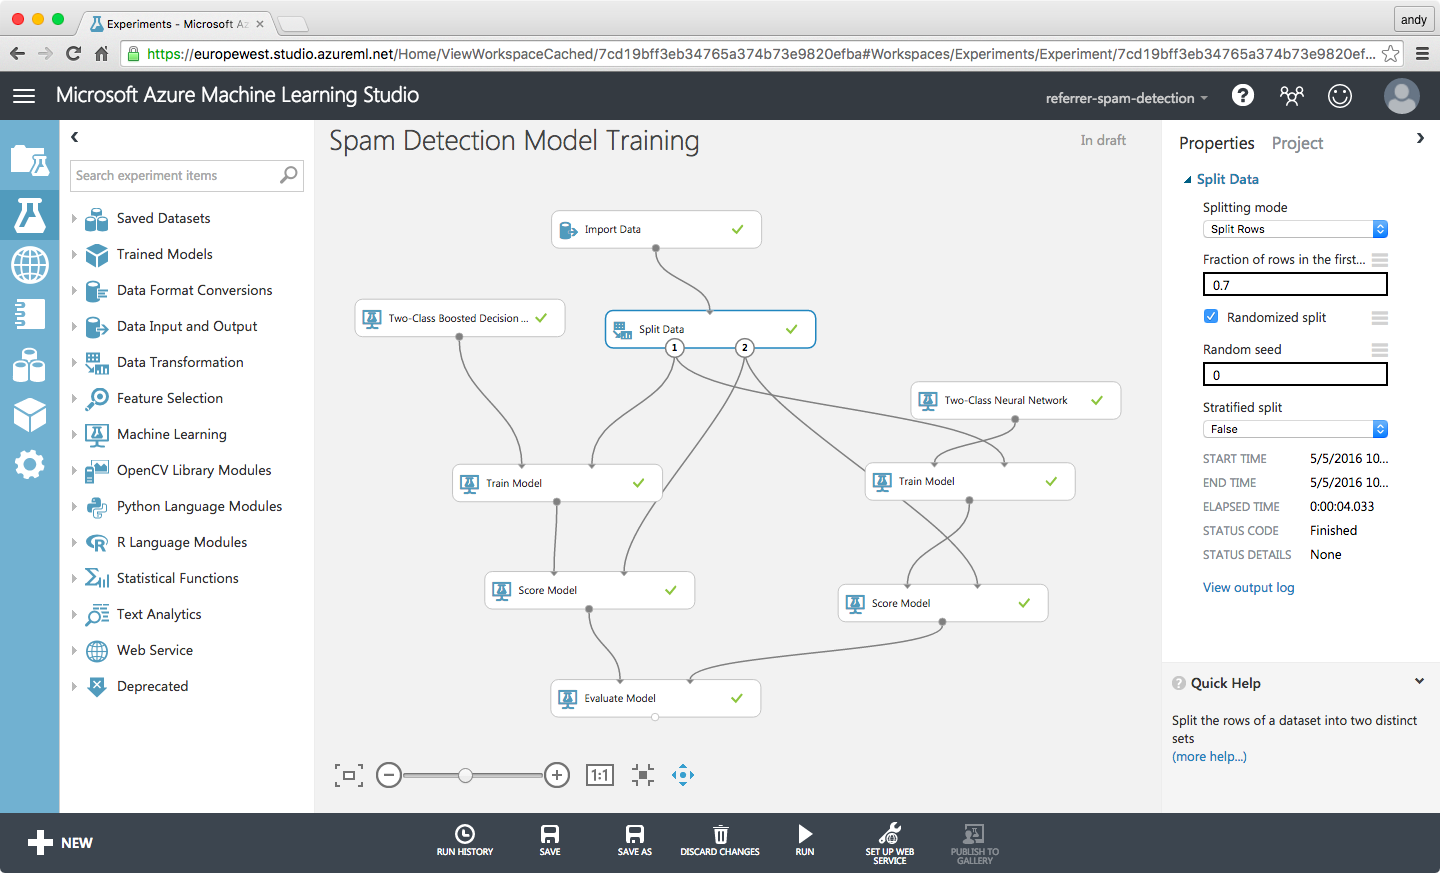 Experiments - Microsoft Az
andy
https://europewest.studio.azureml.net/Home/ViewWorkspaceCached/7cd19bff3eb34765a374b73e9820efba#Workspaces/Experiments/Experiment/7cd19bff3eb34765a374b73e9820ef...
Microsoft Azure Machine Learning Studio
referrer-spam-detection
?
Search experiment items
Saved Datasets
Trained Models
Data Format Conversions
Data Input and Output
Data Transformation
Feature Selection
Machine Learning
OpenCV Library Modules
Python Language Modules
R Language Modules
Statistical Functions
Text Analytics
Web Service
Deprecated
Spam Detection Model Training
In draft
Import Data
Two-Class Boosted Decision ...
Split Data
1
2
Two-Class Neural Network
Train Model
Train Model
Score Model
Score Model
Evaluate Model
1:1
Properties Project
Split Data
Splitting mode
Split Rows
Fraction of rows in the first...
0.7
Randomized split
Random seed
0
Stratified split
False
START TIME 5/5/2016 10...
END TIME 5/5/2016 10...
ELAPSED TIME 0:00:04.033
STATUS CODE Finished
STATUS DETAILS None
View output log
? Quick Help
Split the rows of a dataset into two distinct
sets
(more help...)
NEW
RUN HISTORY
SAVE
SAVE AS
DISCARD CHANGES
RUN
SET UP WEB
SERVICE
PUBLISH TO
GALLERY